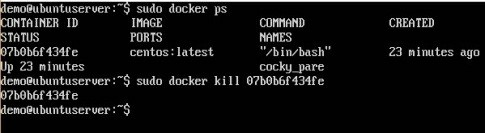 demo@ubuntuserver:~$ sudo docker ps
CONTAINER ID        IMAGE               COMMAND             CREATED
STATUS              PORTS               NAMES
07b0b6f434fe        centos:latest       "/bin/bash"         23 minutes ago
Up 23 minutes                           cocky_pare
demo@ubuntuserver:~$ sudo docker kill 07b0b6f434fe
07b0b6f434fe
demo@ubuntuserver:~$